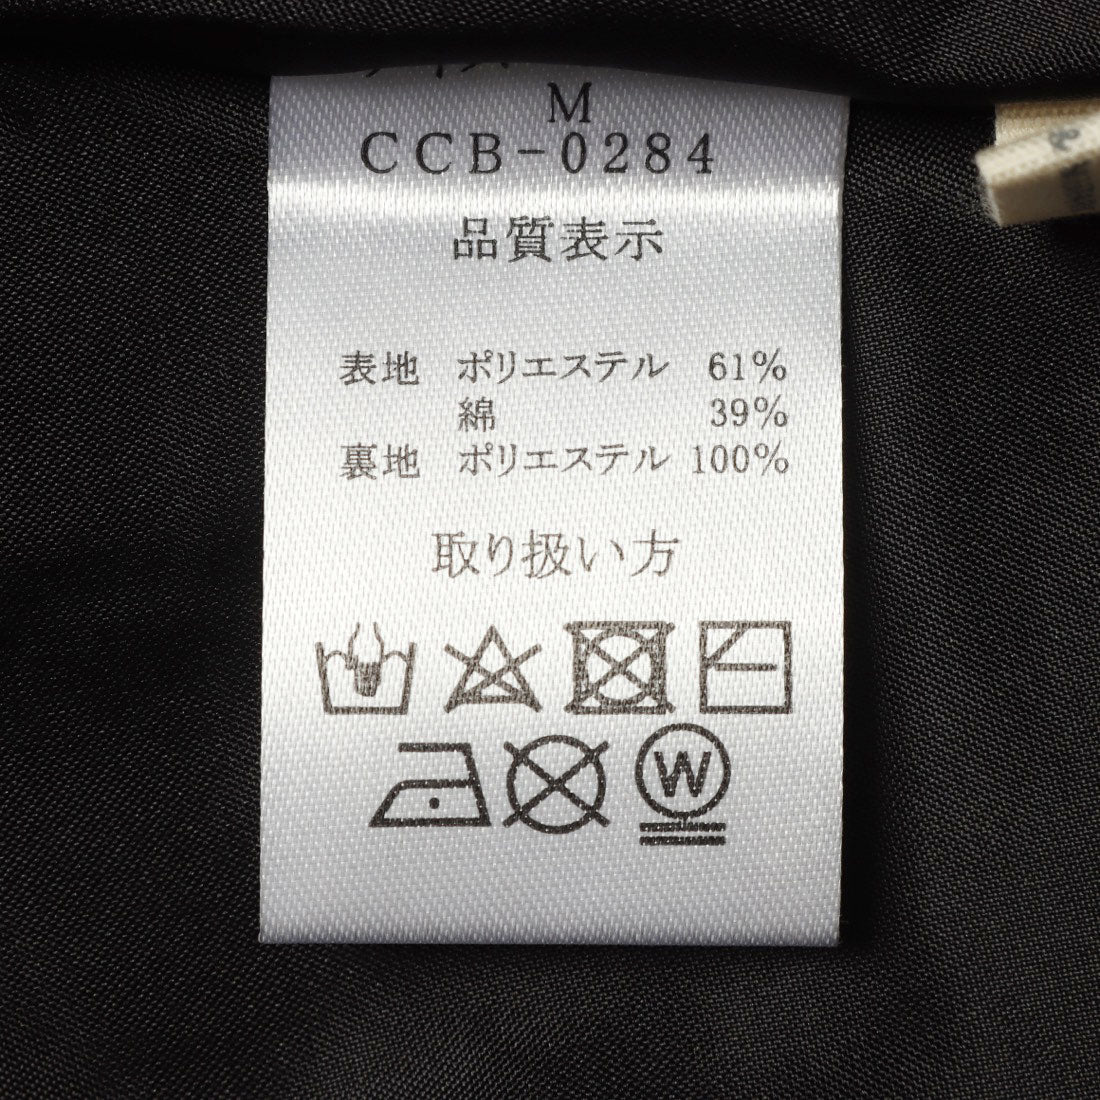 M
CCB-0284
品質表示
表地 ポリエステル 61%
綿 39%
裏地 ポリエステル 100%
取り扱い方
W